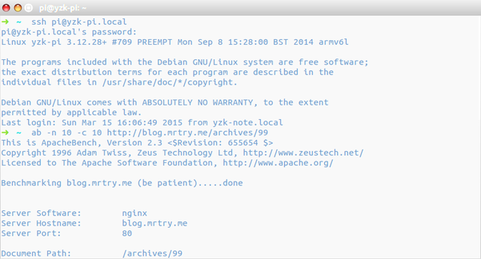 pi@yzk-pi: ~
➜ ~ ssh pi@yzk-pi.local
pi@yzk-pi.local's password:
Linux yzk-pi 3.12.28+ #709 PREEMPT Mon Sep 8 15:28:00 BST 2014 armv6l
The programs included with the Debian GNU/Linux system are free software;
the exact distribution terms for each program are described in the
individual files in /usr/share/doc/*/copyright.
Debian GNU/Linux comes with ABSOLUTELY NO WARRANTY, to the extent
permitted by applicable law.
Last login: Sun Mar 15 16:06:49 2015 from yzk-note.local
➜ ~ ab -n 10 -c 10 http://blog.mrtry.me/archives/99
This is ApacheBench, Version 2.3 <$Revision: 655654 $>
Copyright 1996 Adam Twiss, Zeus Technology Ltd, http://www.zeustech.net/
Licensed to The Apache Software Foundation, http://www.apache.org/
Benchmarking blog.mrtry.me (be patient).....done
Server Software: nginx
Server Hostname: blog.mrtry.me
Server Port: 80
Document Path: /archives/99